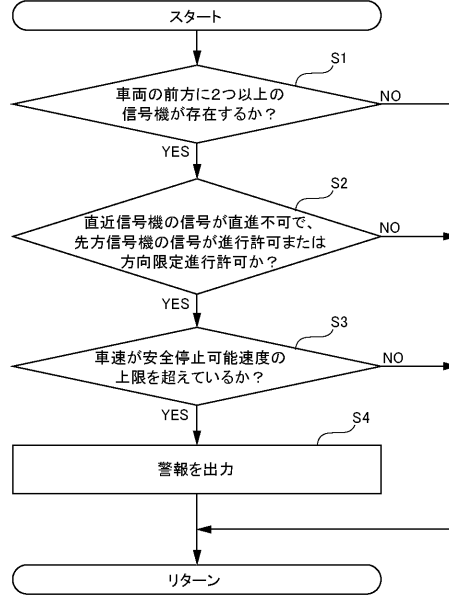 スタート
S1
車両の前方に2つ以上の
信号機が存在するか？
NO
YES
S2
直近信号機の信号が直進不可で、
先方信号機の信号が進行許可または
方向限定進行許可か？
NO
YES
S3
車速が安全停止可能速度の
上限を超えているか？
NO
YES
S4
警報を出力
リターン